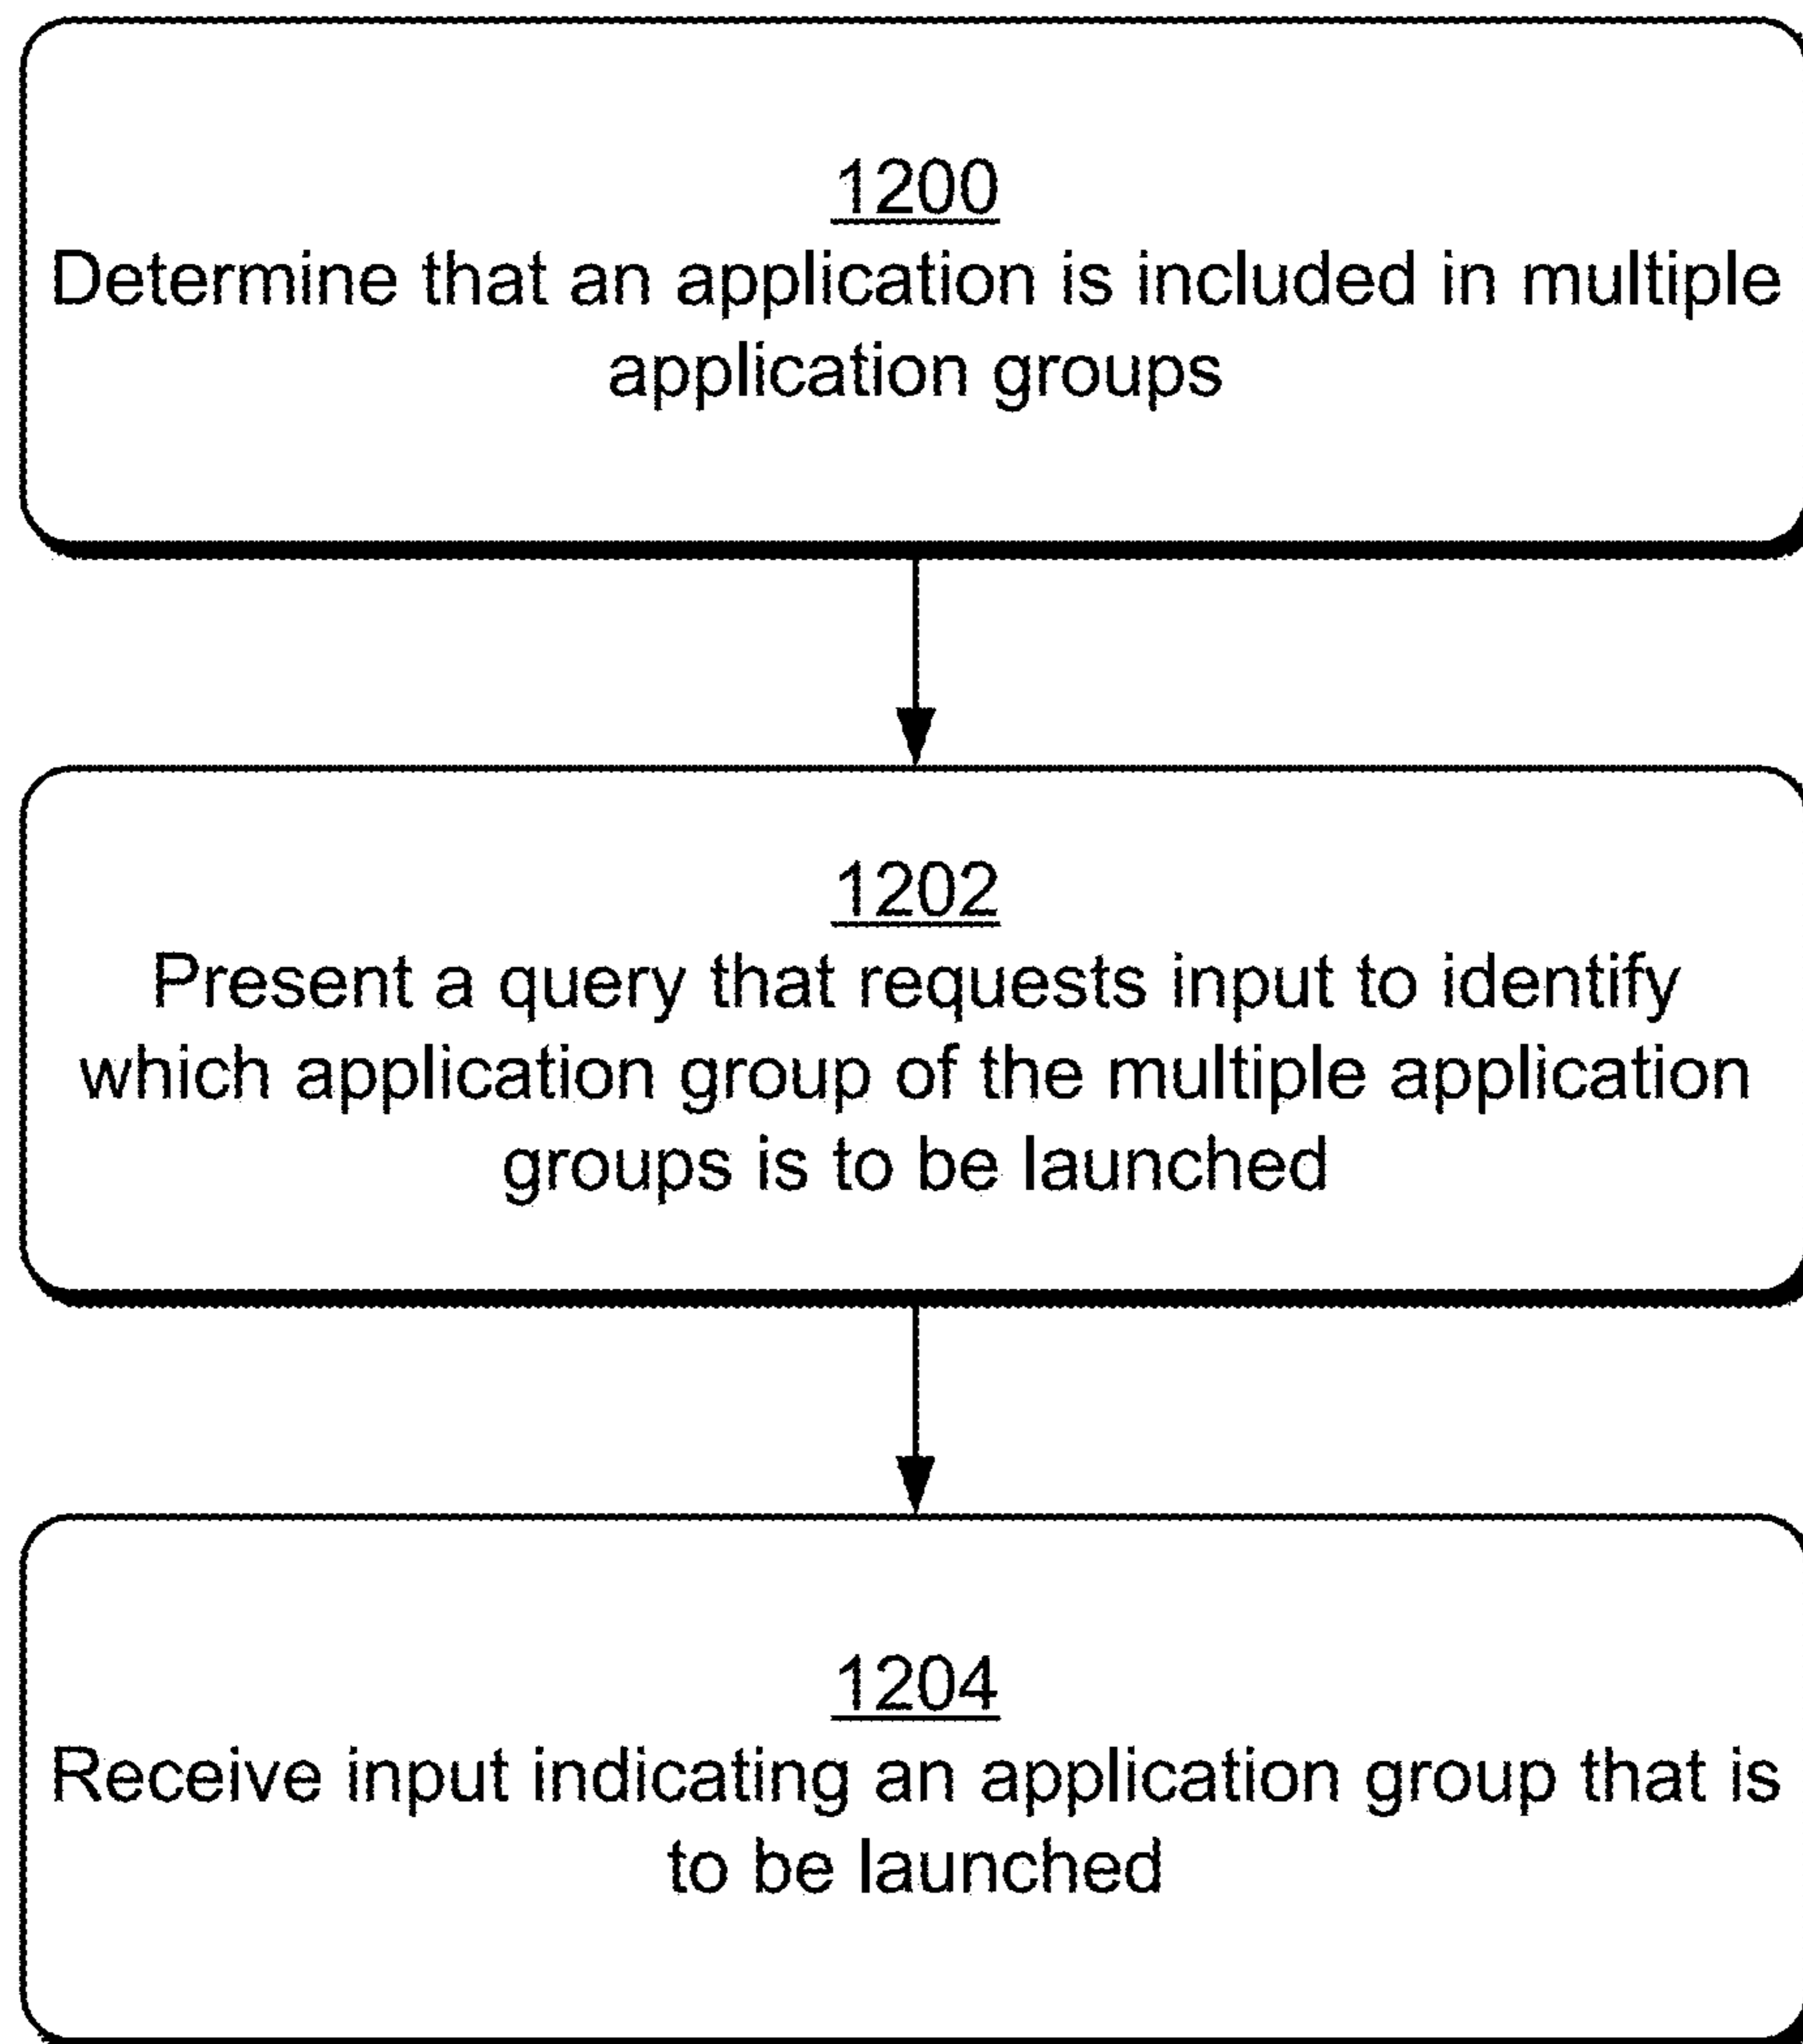 1200
Determine that an application is included in multiple
application groups
1202
Present a query that requests input to identify
which application group of the multiple application
groups is to be launched
1204
Receive input indicating an application group that is
to be launched